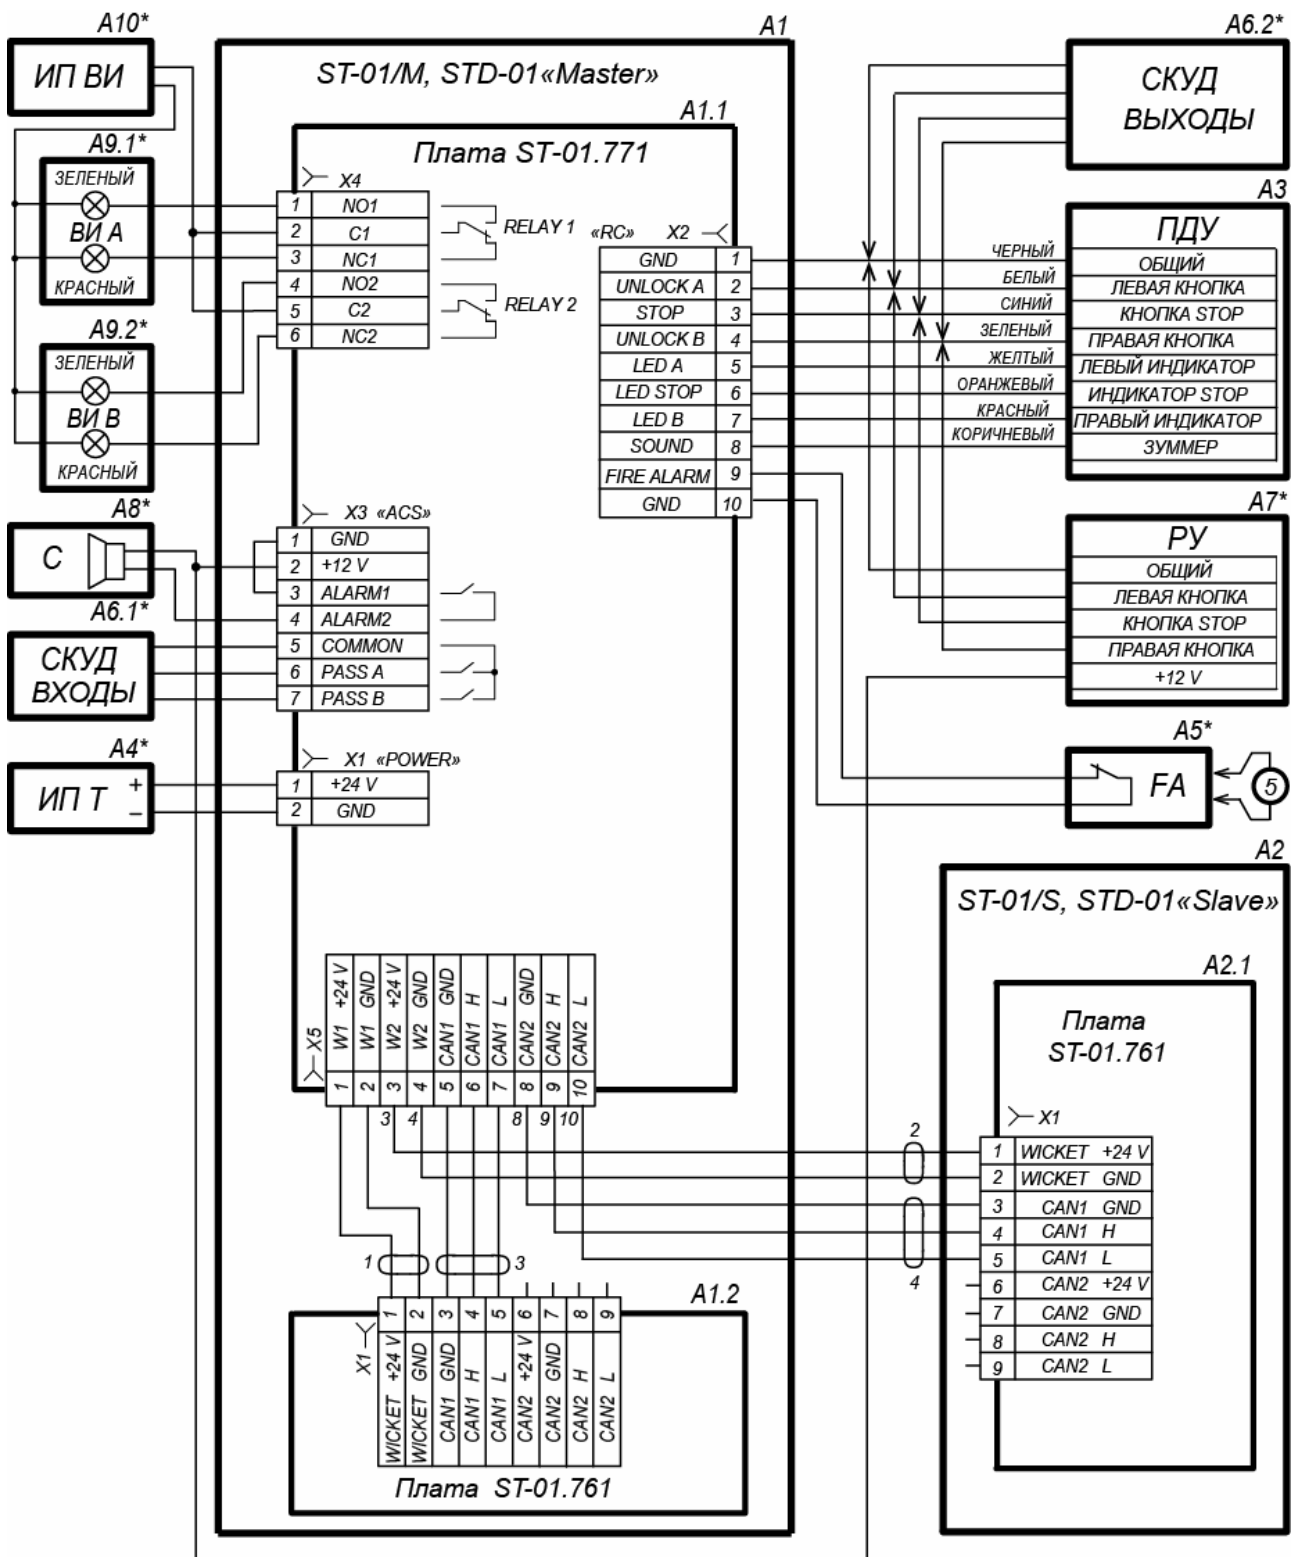 A10*
ИП ВИ
A9.1*
ЗЕЛЕНЫЙ
ВИ А
КРАСНЫЙ
A9.2*
ЗЕЛЕНЫЙ
ВИ В
КРАСНЫЙ
A8*
С
A6.1*
СКУД
ВХОДЫ
A4*
ИП Т
+
−
A1
ST-01/M, STD-01«Master»
A1.1
Плата ST-01.771
X4
1 NO1
2 C1
3 NC1
4 NO2
5 C2
6 NC2
RELAY 1
RELAY 2
«RC» X2
GND 1
UNLOCK A 2
STOP 3
UNLOCK B 4
LED A 5
LED STOP 6
LED B 7
SOUND 8
FIRE ALARM 9
GND 10
X3 «ACS»
1 GND
2 +12 V
3 ALARM1
4 ALARM2
5 COMMON
6 PASS A
7 PASS B
X1 «POWER»
1 +24 V
2 GND
X5
1 W1 +24 V
2 W1 GND
3 W2 +24 V
4 W2 GND
5 CAN1 GND
6 CAN1 H
7 CAN1 L
8 CAN2 GND
9 CAN2 H
10 CAN2 L
3 4 8 9 10
1
3
2
4
A1.2
X1
1 WICKET +24 V
2 WICKET GND
3 CAN1 GND
4 CAN1 H
5 CAN1 L
6 CAN2 +24 V
7 CAN2 GND
8 CAN2 H
9 CAN2 L
Плата ST-01.761
A6.2*
СКУД
ВЫХОДЫ
A3
ПДУ
ЧЕРНЫЙ ОБЩИЙ
БЕЛЫЙ ЛЕВАЯ КНОПКА
СИНИЙ КНОПКА STOP
ЗЕЛЕНЫЙ ПРАВАЯ КНОПКА
ЖЕЛТЫЙ ЛЕВЫЙ ИНДИКАТОР
ОРАНЖЕВЫЙ ИНДИКАТОР STOP
КРАСНЫЙ ПРАВЫЙ ИНДИКАТОР
КОРИЧНЕВЫЙ ЗУММЕР
A7*
РУ
ОБЩИЙ
ЛЕВАЯ КНОПКА
КНОПКА STOP
ПРАВАЯ КНОПКА
+12 V
A5*
FA
5
A2
ST-01/S, STD-01«Slave»
A2.1
Плата
ST-01.761
X1
1 WICKET +24 V
2 WICKET GND
3 CAN1 GND
4 CAN1 H
5 CAN1 L
6 CAN2 +24 V
7 CAN2 GND
8 CAN2 H
9 CAN2 L